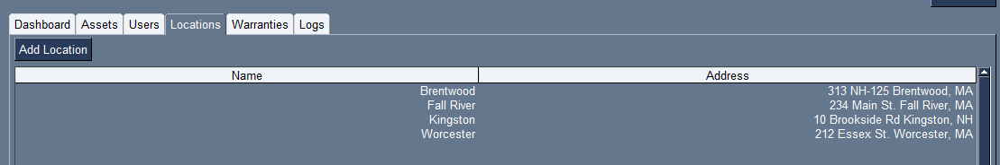 Dashboard Assets Users Locations Warranties Logs
Add Location
Name Address
Brentwood 313 NH-125 Brentwood, MA
Fall River 234 Main St. Fall River, MA
Kingston 10 Brookside Rd Kingston, NH
Worcester 212 Essex St. Worcester, MA